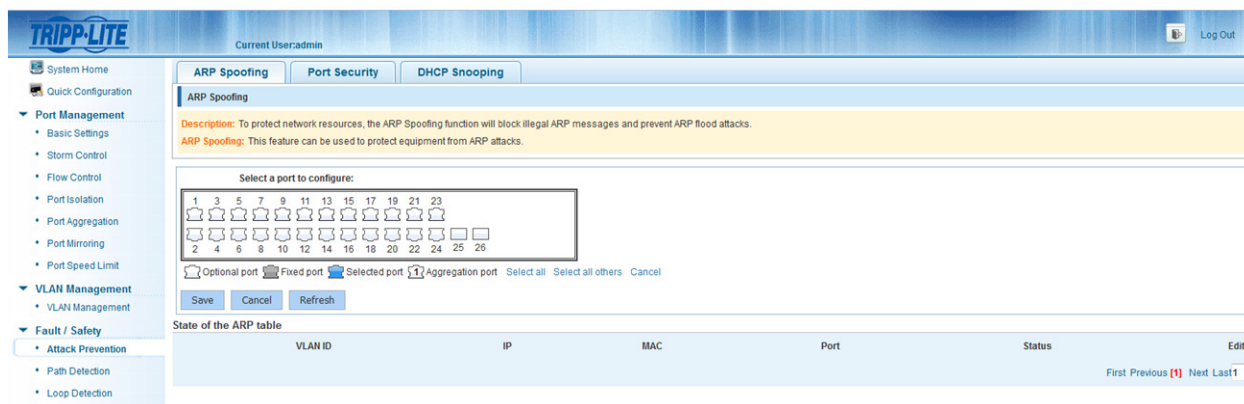 TRIPP·LITE
Current User:admin
Log Out
System Home
Quick Configuration
Port Management
Basic Settings
Storm Control
Flow Control
Port Isolation
Port Aggregation
Port Mirroring
Port Speed Limit
VLAN Management
VLAN Management
Fault / Safety
Attack Prevention
Path Detection
Loop Detection
ARP Spoofing Port Security DHCP Snooping
ARP Spoofing
Description: To protect network resources, the ARP Spoofing function will block illegal ARP messages and prevent ARP flood attacks.
ARP Spoofing: This feature can be used to protect equipment from ARP attacks.
Select a port to configure:
1 3 5 7 9 11 13 15 17 19 21 23
2 4 6 8 10 12 14 16 18 20 22 24 25 26
Optional port Fixed port Selected port 1 Aggregation port Select all Select all others Cancel
Save Cancel Refresh
State of the ARP table
VLAN ID IP MAC Port Status Edit
First Previous [1] Next Last 1